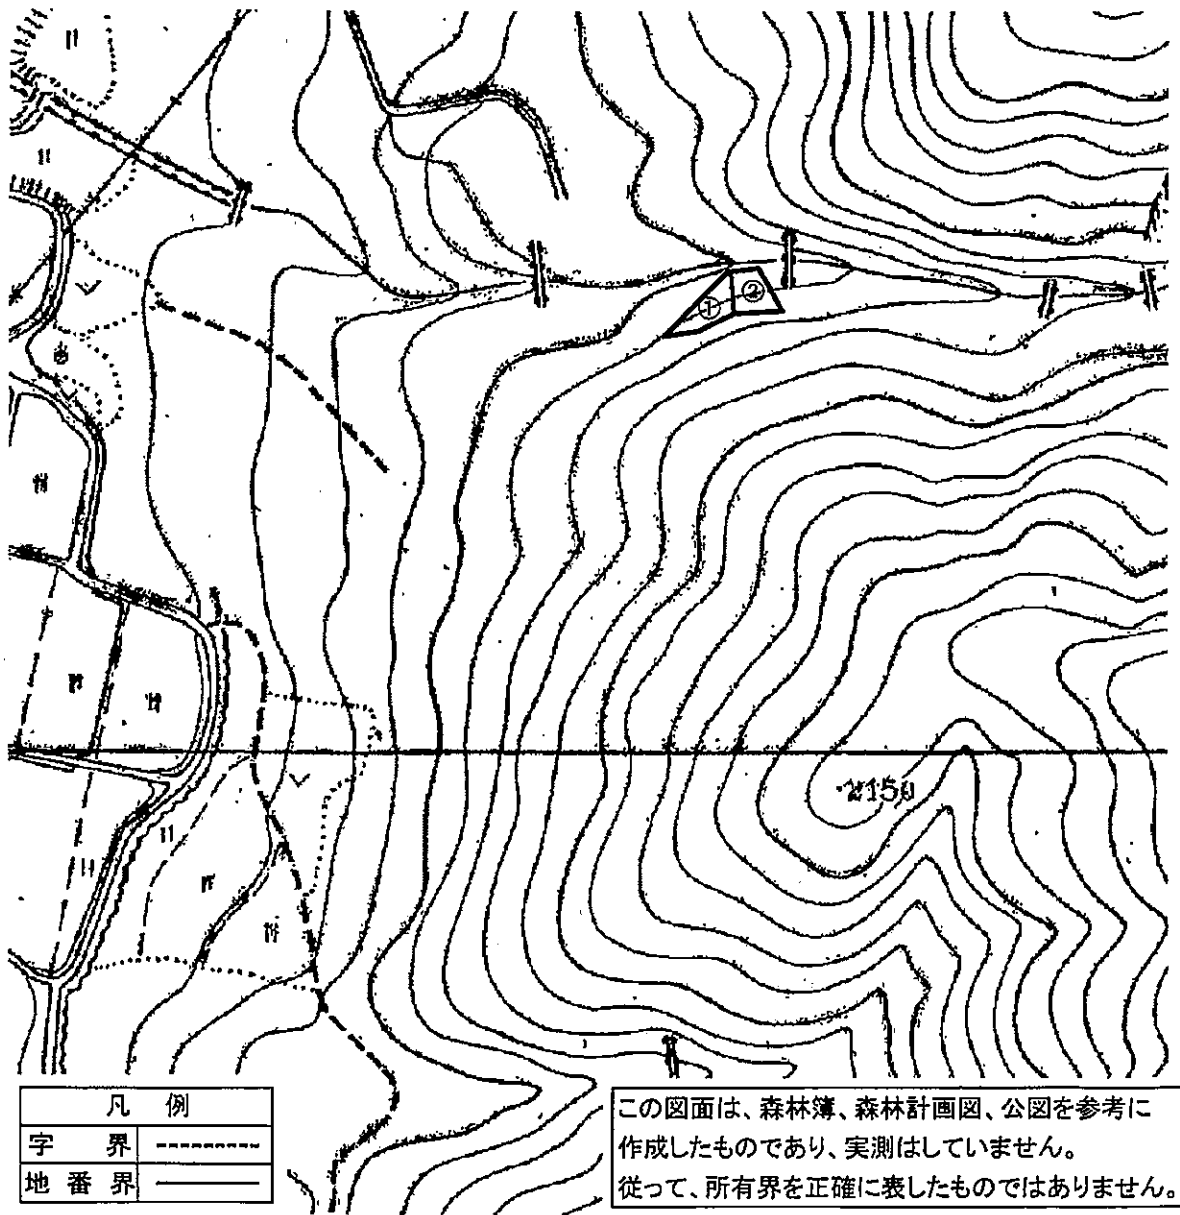 ②
①
凡例
字界
地番界
この図面は、森林簿、森林計画図、公図を参考に
作成したものであり、実測はしていません。
従って、所有界を正確に表したものではありません。